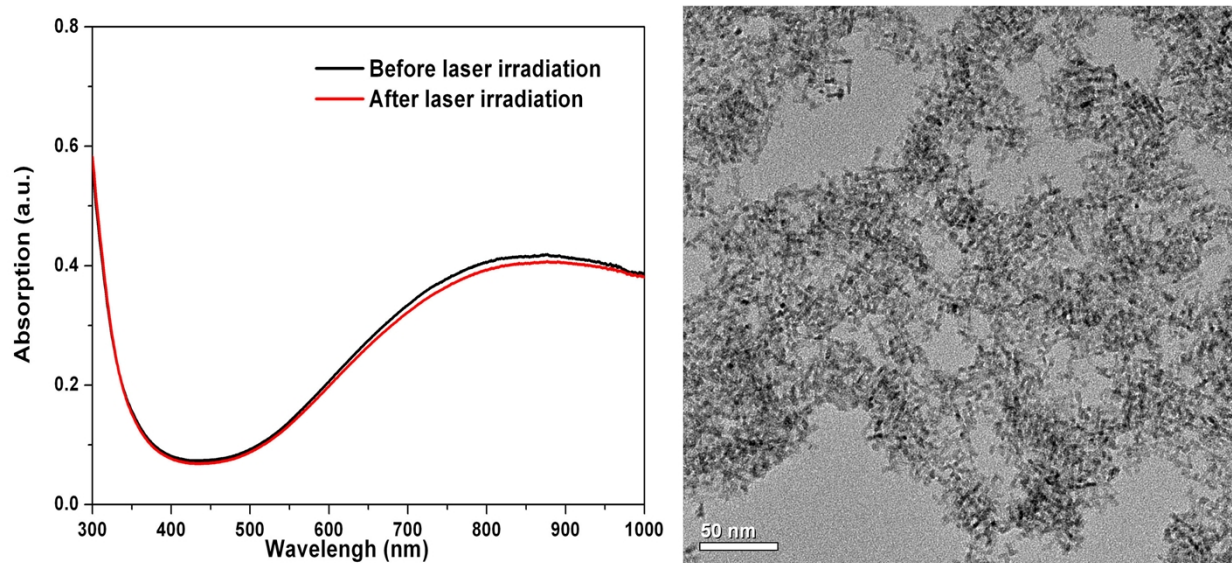 0.8
0.6
0.4
0.2
0.0
Absorption (a.u.)
Before laser irradiation
After laser irradiation
300 400 500 600 700 800 900 1000
Wavelengh (nm)
50 nm